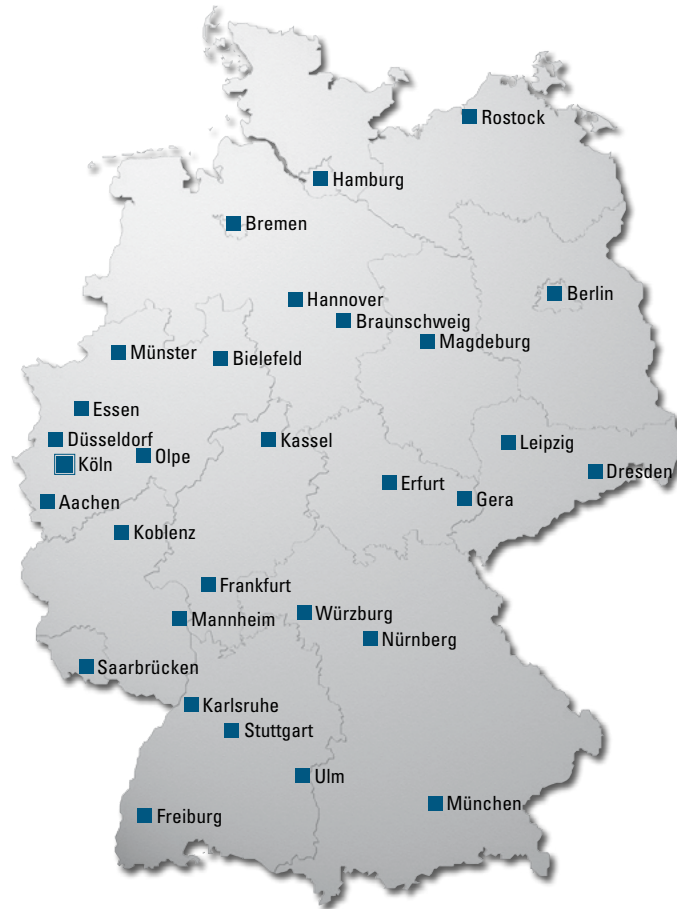 Rostock
Hamburg
Bremen
Berlin
Hannover
Braunschweig
Magdeburg
Münster
Bielefeld
Essen
Düsseldorf
Kassel
Leipzig
Olpe
Köln
Dresden
Erfurt
Gera
Aachen
Koblenz
Frankfurt
Würzburg
Mannheim
Nürnberg
Saarbrücken
Karlsruhe
Stuttgart
Ulm
München
Freiburg